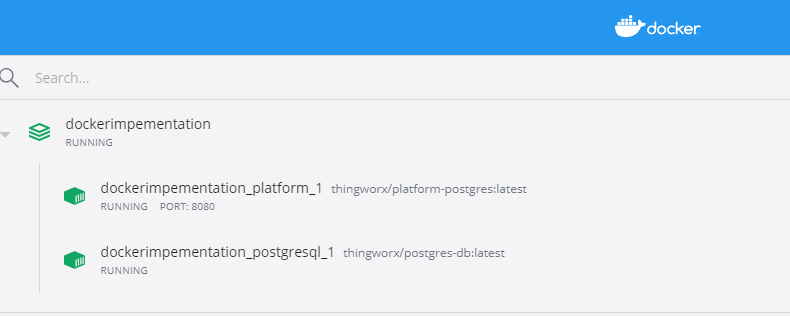 docker
Search...
dockerimpementation
RUNNING
dockerimpementation_platform_1 thingworx/platform-postgres:latest
RUNNING PORT: 8080
dockerimpementation_postgresql_1 thingworx/postgres-db:latest
RUNNING